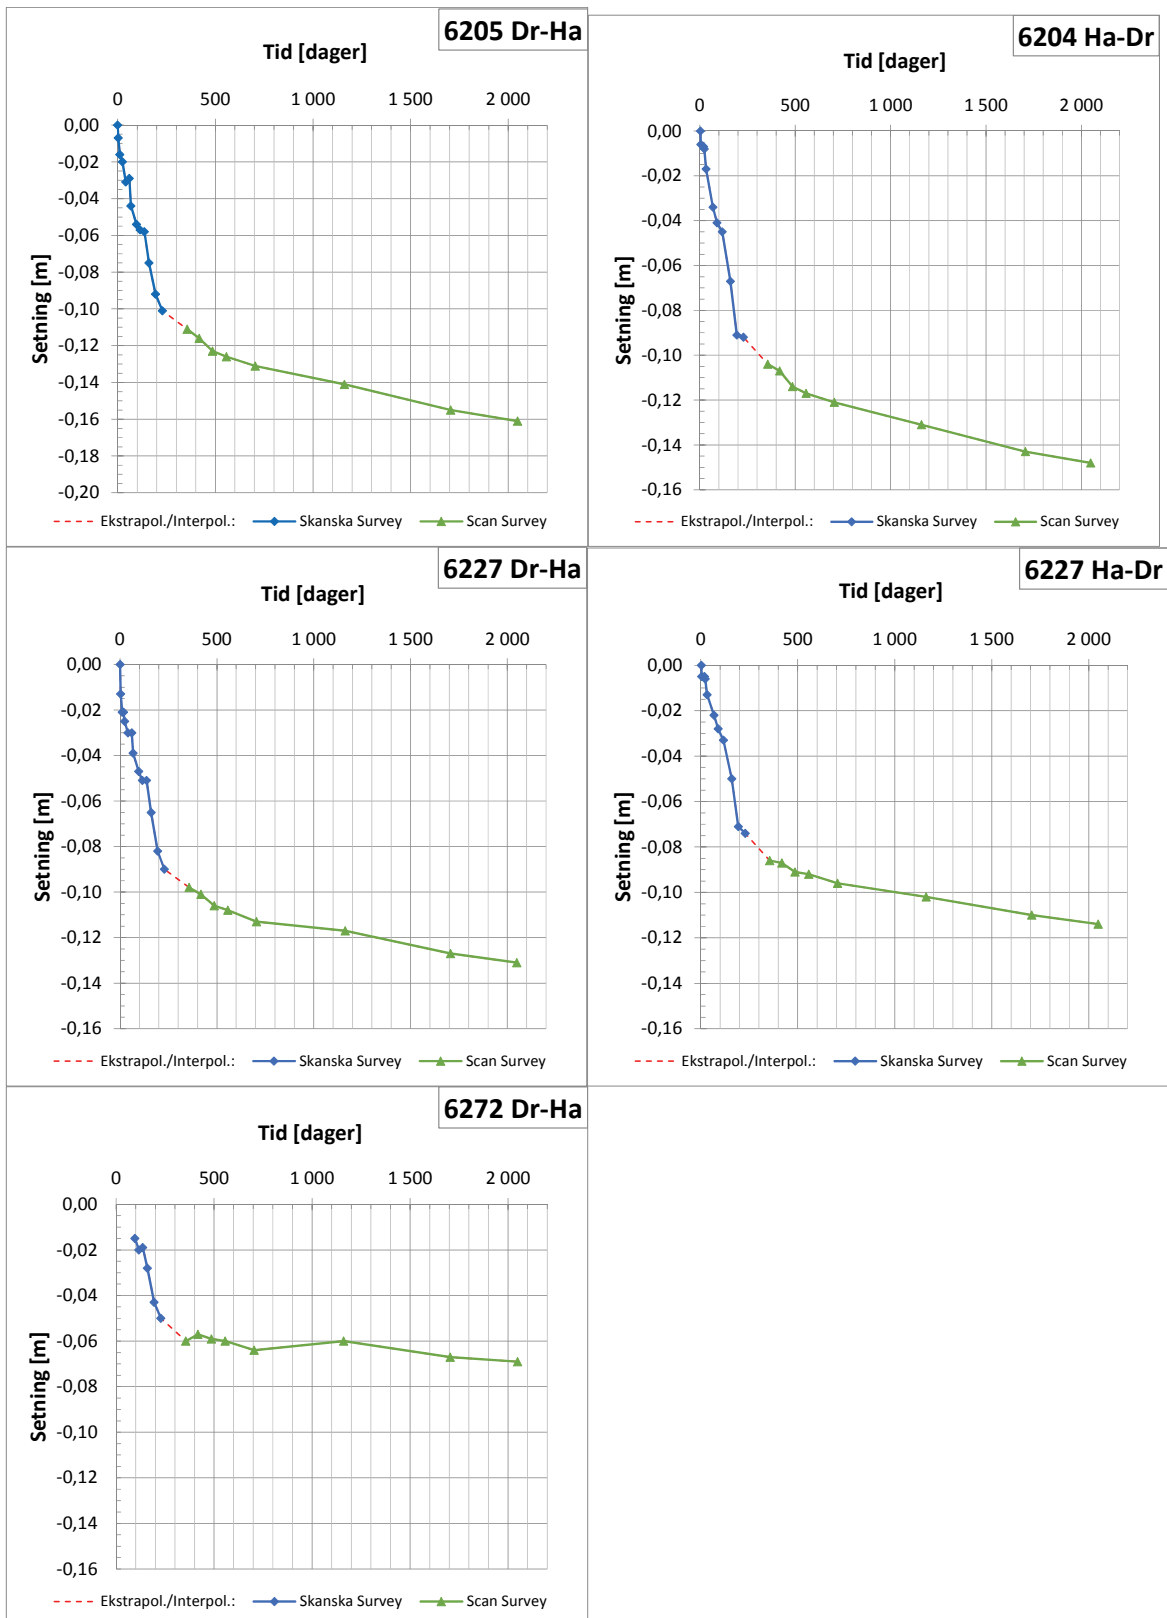 6205 Dr-Ha
Tid [dager]
0 500 1 000 1 500 2 000
0,00
-0,02
-0,04
-0,06
-0,08
-0,10
-0,12
-0,14
-0,16
-0,18
-0,20
Setning [m]
Ekstrapol./Interpol.: Skanska Survey Scan Survey
6204 Ha-Dr
Tid [dager]
0 500 1 000 1 500 2 000
0,00
-0,02
-0,04
-0,06
-0,08
-0,10
-0,12
-0,14
-0,16
Setning [m]
Ekstrapol./Interpol.: Skanska Survey Scan Survey
6227 Dr-Ha
Tid [dager]
0 500 1 000 1 500 2 000
0,00
-0,02
-0,04
-0,06
-0,08
-0,10
-0,12
-0,14
-0,16
Setning [m]
Ekstrapol./Interpol.: Skanska Survey Scan Survey
6227 Ha-Dr
Tid [dager]
0 500 1 000 1 500 2 000
0,00
-0,02
-0,04
-0,06
-0,08
-0,10
-0,12
-0,14
-0,16
Setning [m]
Ekstrapol./Interpol.: Skanska Survey Scan Survey
6272 Dr-Ha
Tid [dager]
0 500 1 000 1 500 2 000
0,00
-0,02
-0,04
-0,06
-0,08
-0,10
-0,12
-0,14
-0,16
Setning [m]
Ekstrapol./Interpol.: Skanska Survey Scan Survey